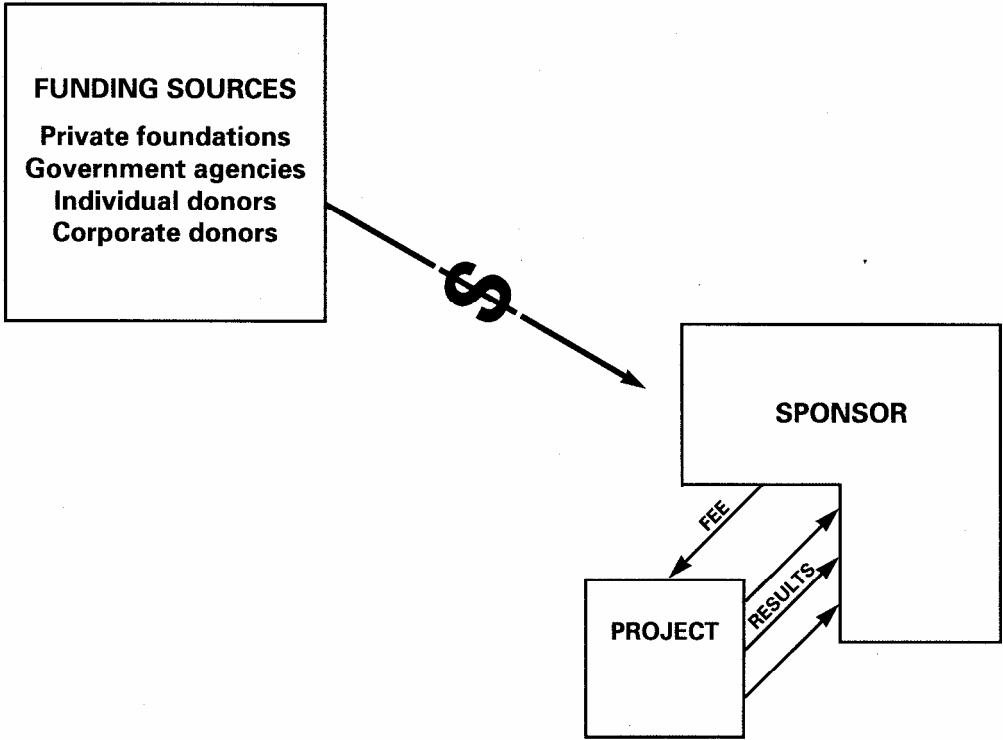 FUNDING SOURCES
Private foundations
Government agencies
Individual donors
Corporate donors
$
SPONSOR
FEE
RESULTS
PROJECT